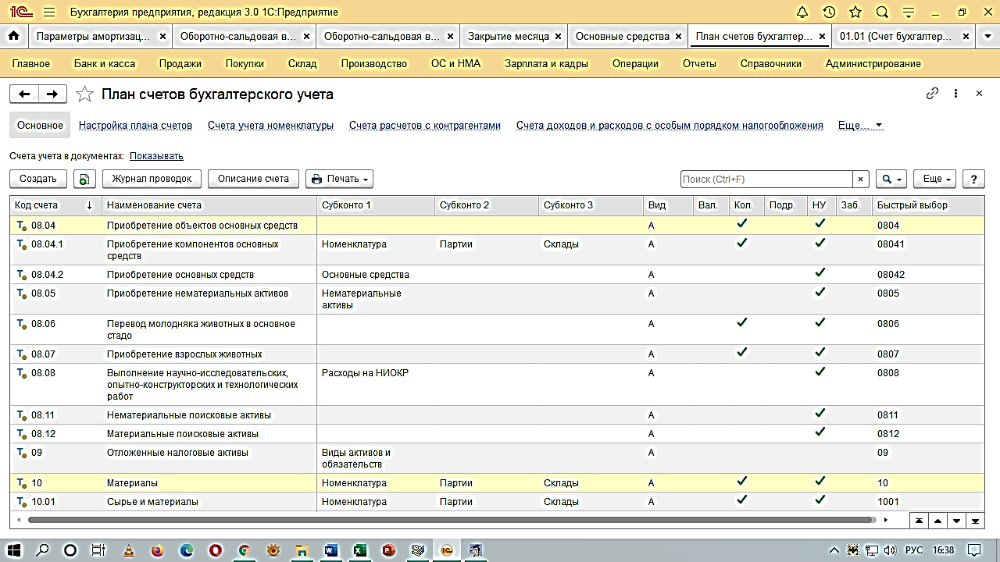 1С Бухгалтерия предприятия, редакция 3.0 1С:Предприятие
Параметры амортизац... × Оборотно-сальдовая в... × Оборотно-сальдовая в... × Закрытие месяца × Основные средства × План счетов бухгалтер... × 01.01 (Счет бухгалтер... ×
Главное Банк и касса Продажи Покупки Склад Производство ОС и НМА Зарплата и кадры Операции Отчеты Справочники Администрирование
План счетов бухгалтерского учета
Основное Настройка плана счетов Счета учета номенклатуры Счета расчетов с контрагентами Счета доходов и расходов с особым порядком налогообложения Еще...
Счета учета в документах: Показывать
Создать Журнал проводок Описание счета Печать Поиск (Ctrl+F) × Еще ?
Код счета ↓ Наименование счета Субконто 1 Субконто 2 Субконто 3 Вид Вал. Кол. Подр. НУ Заб. Быстрый выбор
Т 08.04 Приобретение объектов основных средств А ✓ ✓ 0804
Т 08.04.1 Приобретение компонентов основных Номенклатура Партии Склады А ✓ ✓ 08041
средств
Т 08.04.2 Приобретение основных средств Основные средства А ✓ 08042
Т 08.05 Приобретение нематериальных активов Нематериальные А ✓ 0805
активы
Т 08.06 Перевод молодняка животных в основное А ✓ ✓ 0806
стадо
Т 08.07 Приобретение взрослых животных А ✓ ✓ 0807
Т 08.08 Выполнение научно-исследовательских, Расходы на НИОКР А ✓ 0808
опытно-конструкторских и технологических
работ
Т 08.11 Нематериальные поисковые активы А ✓ 0811
Т 08.12 Материальные поисковые активы А ✓ 0812
Т 09 Отложенные налоговые активы Виды активов и А 09
обязательств
Т 10 Материалы Номенклатура Партии Склады А ✓ ✓ 10
Т 10.01 Сырье и материалы Номенклатура Партии Склады А ✓ ✓ 1001
РУС 16:38